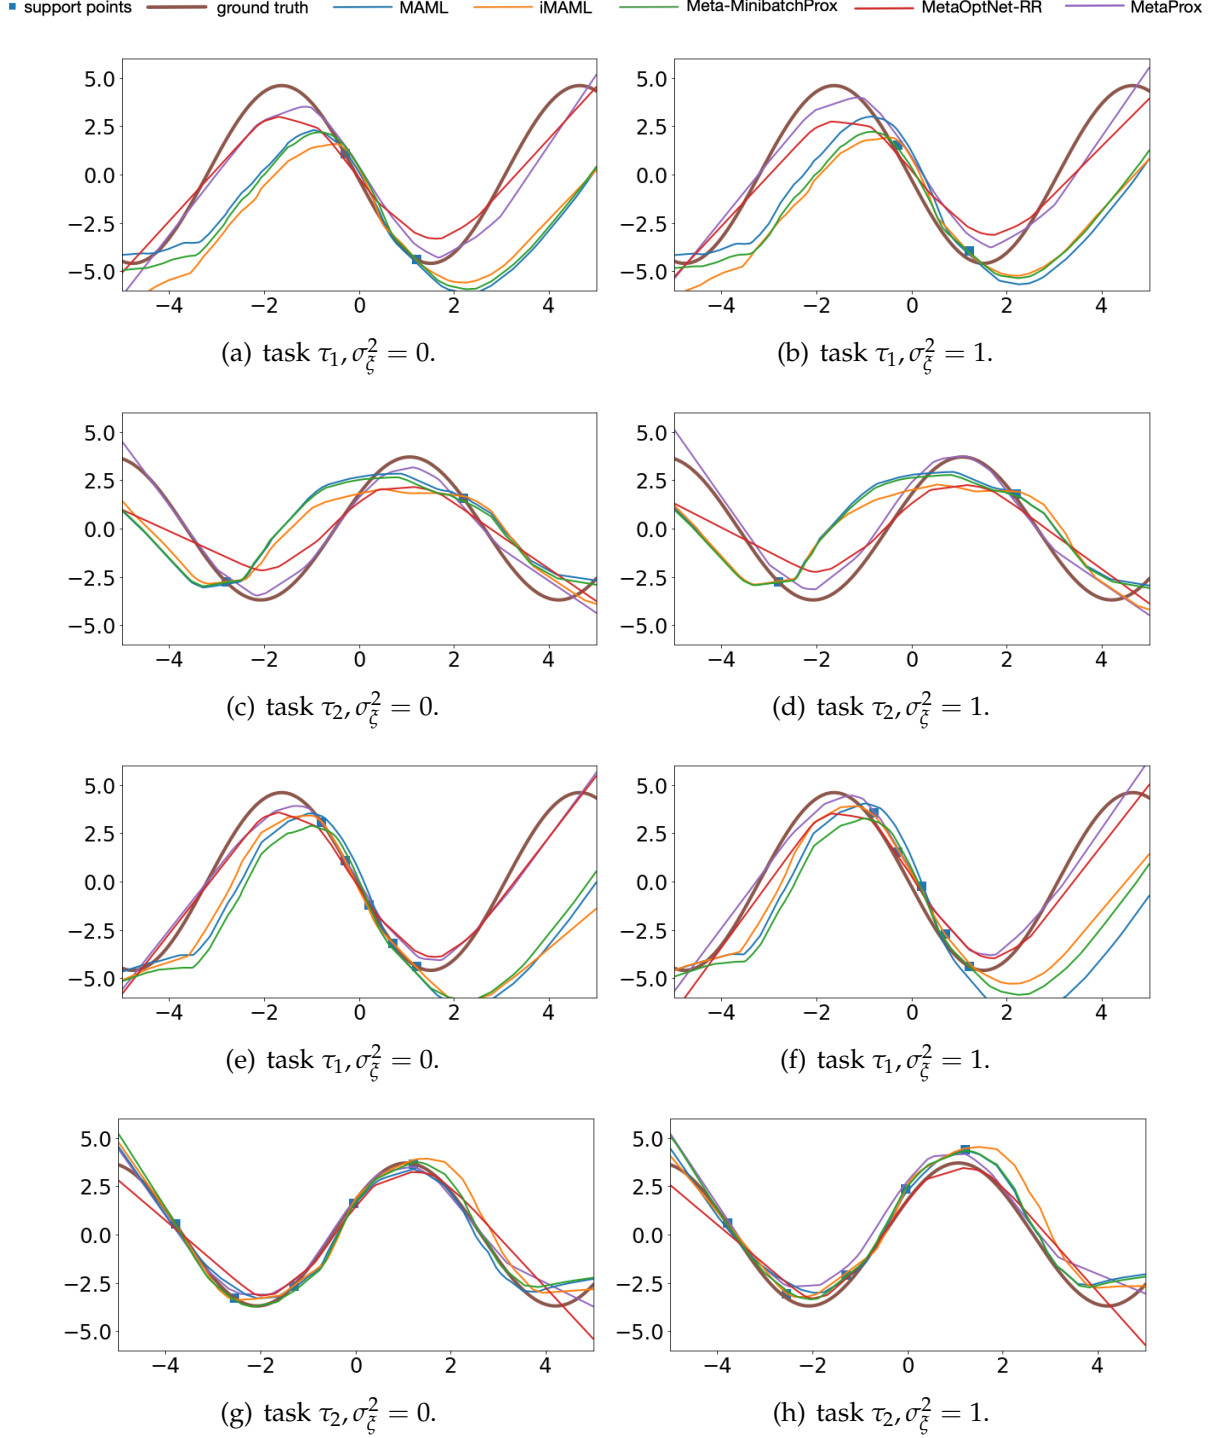 support points ground truth MAML iMAML Meta-MinibatchProx MetaOptNet-RR MetaProx
5.0 2.5 0.0 −2.5 −5.0
−4 −2 0 2 4
(a) task τ₁, σ²_ξ = 0.
5.0 2.5 0.0 −2.5 −5.0
−4 −2 0 2 4
(b) task τ₁, σ²_ξ = 1.
5.0 2.5 0.0 −2.5 −5.0
−4 −2 0 2 4
(c) task τ₂, σ²_ξ = 0.
5.0 2.5 0.0 −2.5 −5.0
−4 −2 0 2 4
(d) task τ₂, σ²_ξ = 1.
5.0 2.5 0.0 −2.5 −5.0
−4 −2 0 2 4
(e) task τ₁, σ²_ξ = 0.
5.0 2.5 0.0 −2.5 −5.0
−4 −2 0 2 4
(f) task τ₁, σ²_ξ = 1.
5.0 2.5 0.0 −2.5 −5.0
−4 −2 0 2 4
(g) task τ₂, σ²_ξ = 0.
5.0 2.5 0.0 −2.5 −5.0
−4 −2 0 2 4
(h) task τ₂, σ²_ξ = 1.